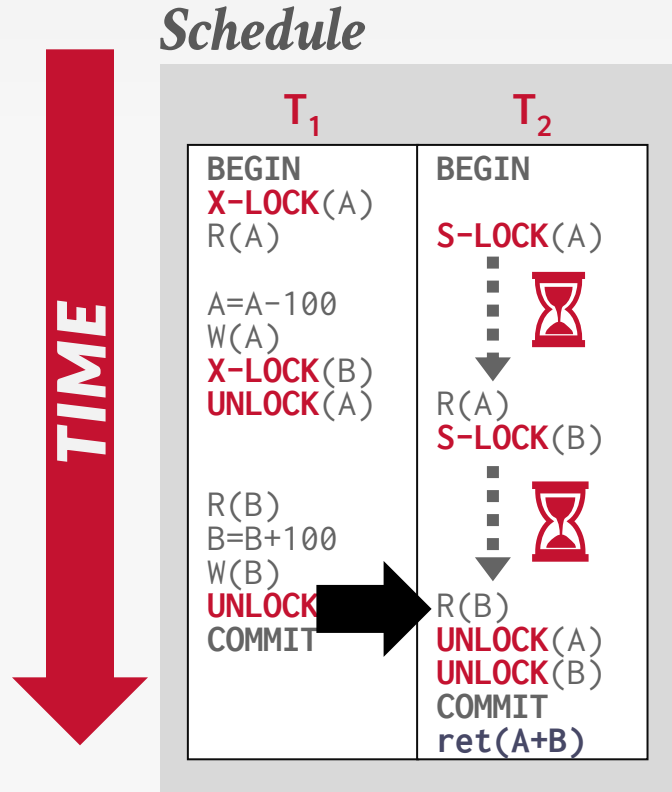 Schedule
TIME
T1
T2
BEGIN
X-LOCK(A)
R(A)
A=A-100
W(A)
X-LOCK(B)
UNLOCK(A)
R(B)
B=B+100
W(B)
UNLOCK
COMMIT
BEGIN
S-LOCK(A)
R(A)
S-LOCK(B)
R(B)
UNLOCK(A)
UNLOCK(B)
COMMIT
ret(A+B)